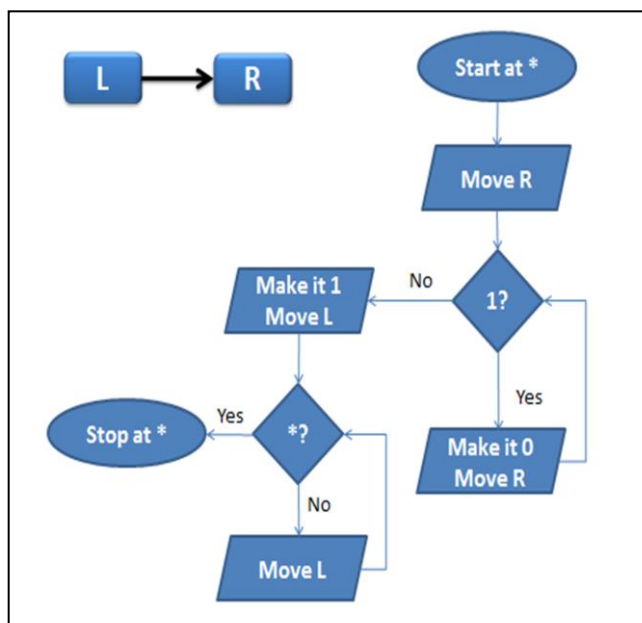 L
R
Start at *
Move R
1?
No
Make it 1
Move L
Yes
Make it 0
Move R
*?
Yes
Stop at *
No
Move L